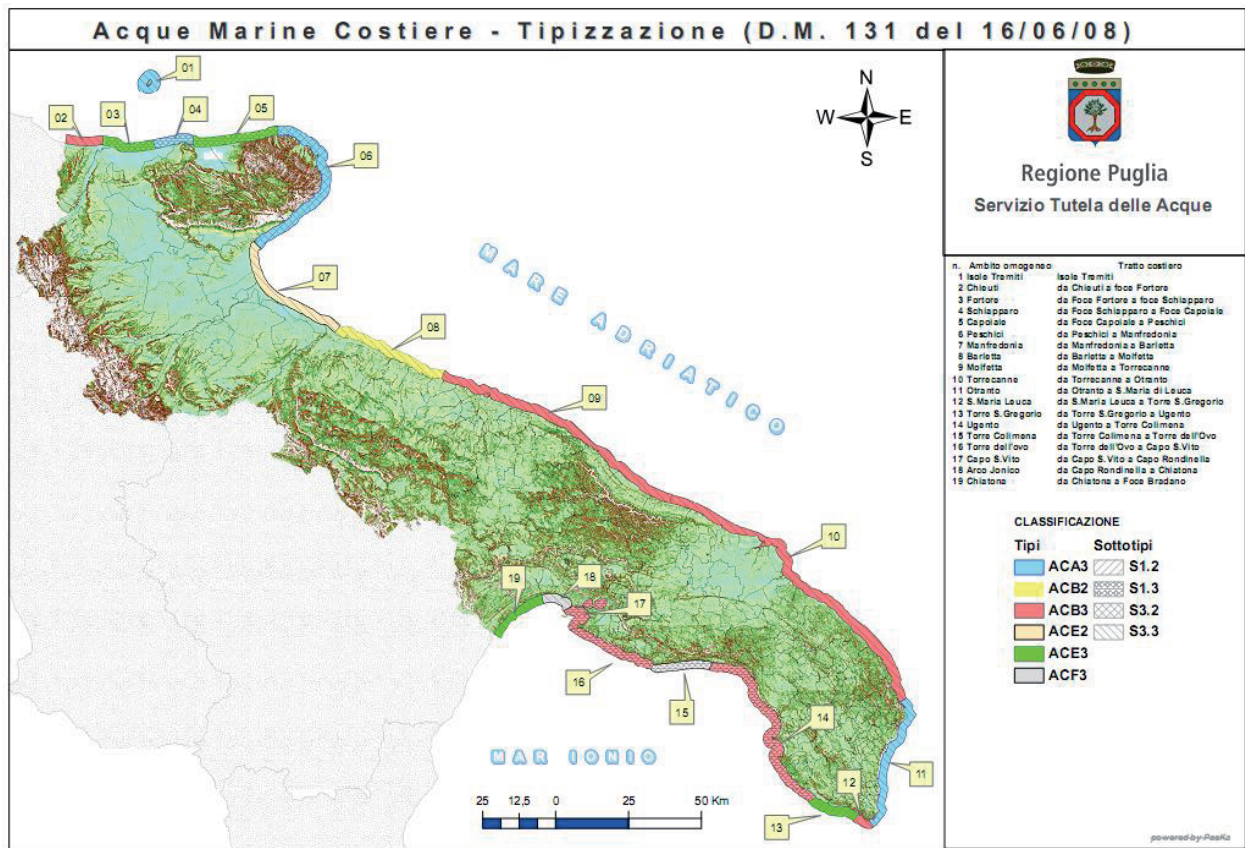 Acque Marine Costiere - Tipizzazione (D.M. 131 del 16/06/08)
01
02
03
04
05
06
07
08
09
10
11
12
13
14
15
16
17
18
19
N
W E
S
MARE ADRIATICO
MAR IONIO
25 12,5 0 25 50 Km
Regione Puglia
Servizio Tutela delle Acque
n. Ambito omogeneo Tratto costiero
1 Isole Tremiti Isole Tremiti
2 Chieuti da Chieuti a foce Fortore
3 Fortore da Foce Fortore a foce Schiapparo
4 Schiapparo da Foce Schiapparo a Foce Capoiale
5 Capoiale da Foce Capoiale a Peschici
6 Peschici da Peschici a Manfredonia
7 Manfredonia da Manfredonia a Barletta
8 Barletta da Barletta a Molfetta
9 Molfetta da Molfetta a Torrecanne
10 Torrecanne da Torrecanne a Otranto
11 Otranto da Otranto a S.Maria di Leuca
12 S.Maria Leuca da S.Maria Leuca a Torre S.Gregorio
13 Torre S.Gregorio da Torre S.Gregorio a Ugento
14 Ugento da Ugento a Torre Colimena
15 Torre Colimena da Torre Colimena a Torre dell'Ovo
16 Torre dell'ovo da Torre dell'Ovo a Capo S.Vito
17 Capo S.Vito da Capo S.Vito a Capo Rondinella
18 Arco Jonico da Capo Rondinella a Chiatona
19 Chiatona da Chiatona a Foce Bradano
CLASSIFICAZIONE
Tipi Sottotipi
ACA3 S1.2
ACB2 S1.3
ACB3 S3.2
ACE2 S3.3
ACE3
ACF3
powered-by-PeeKa